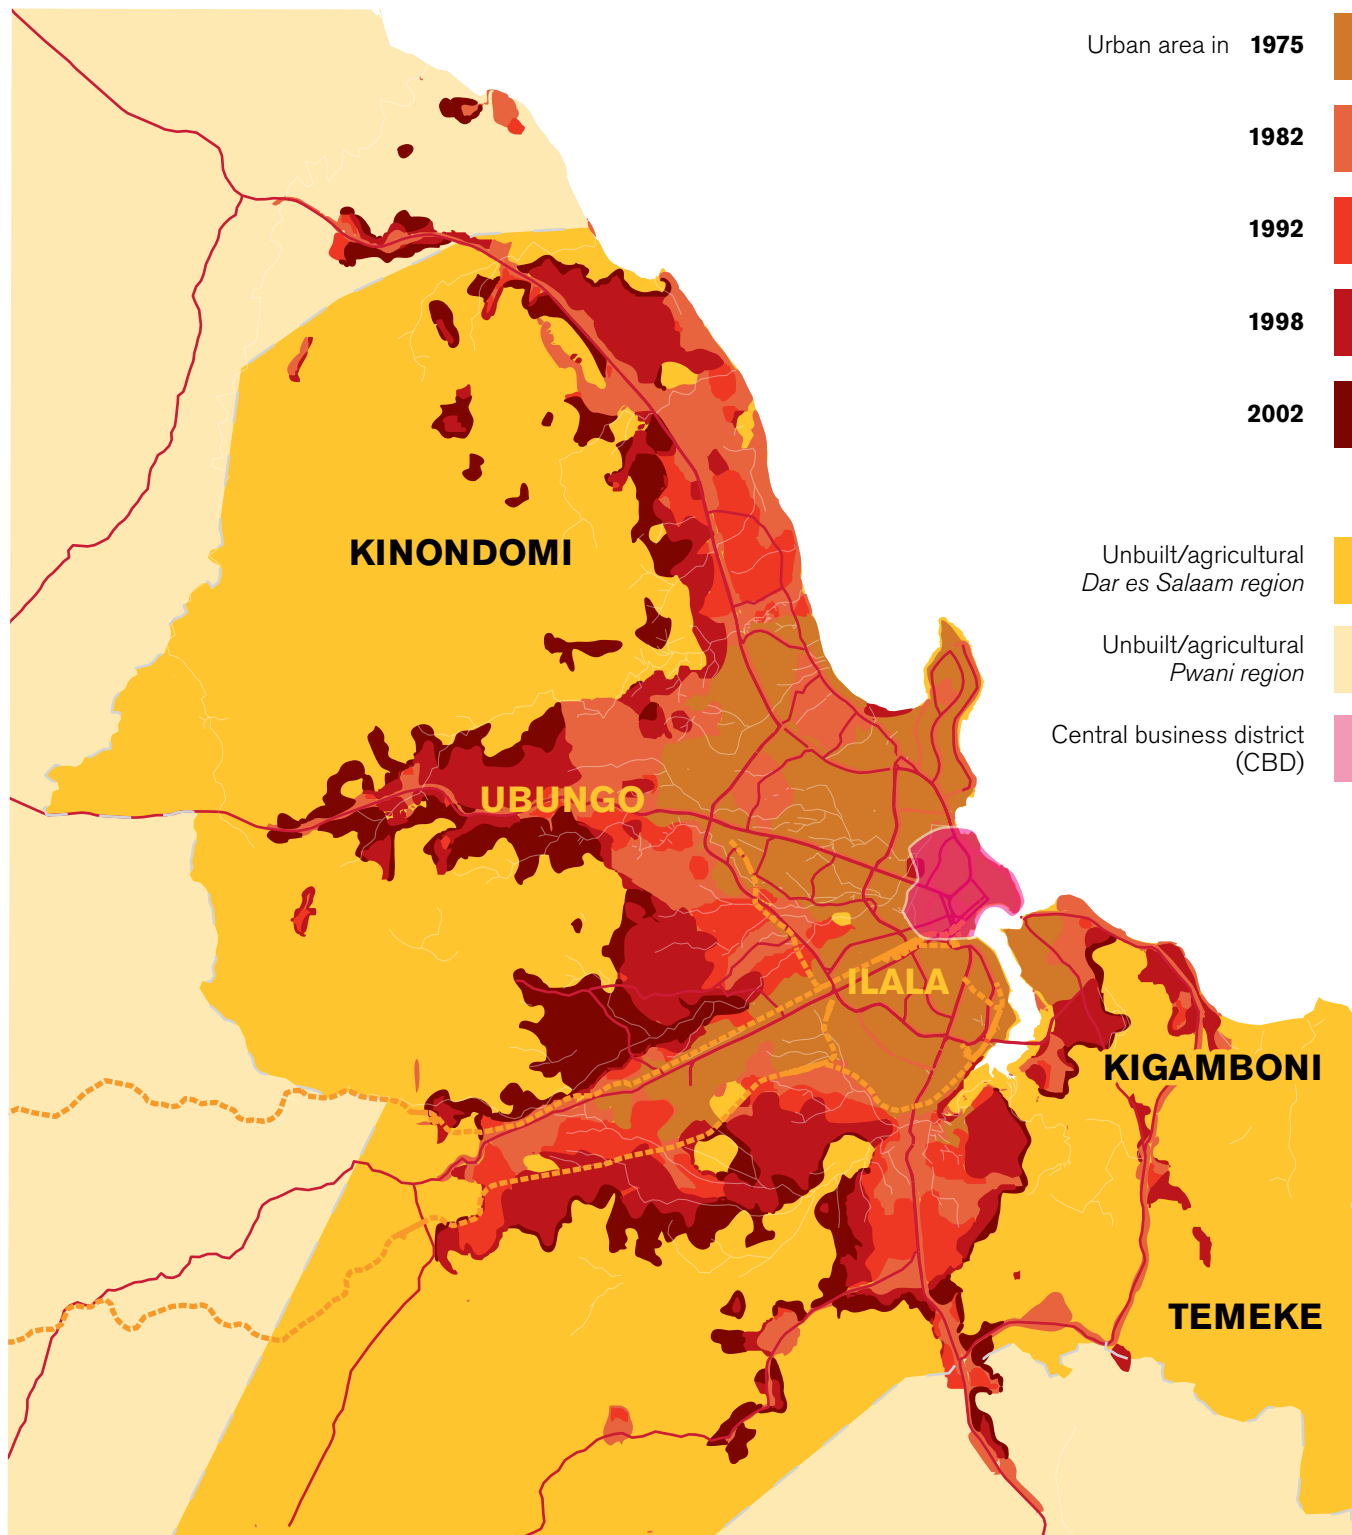 Urban area in 1975
1982
1992
1998
2002
Unbuilt/agricultural
Dar es Salaam region
Unbuilt/agricultural
Pwani region
Central business district
(CBD)
KINONDOMI
UBUNGO
ILALA
KIGAMBONI
TEMEKE